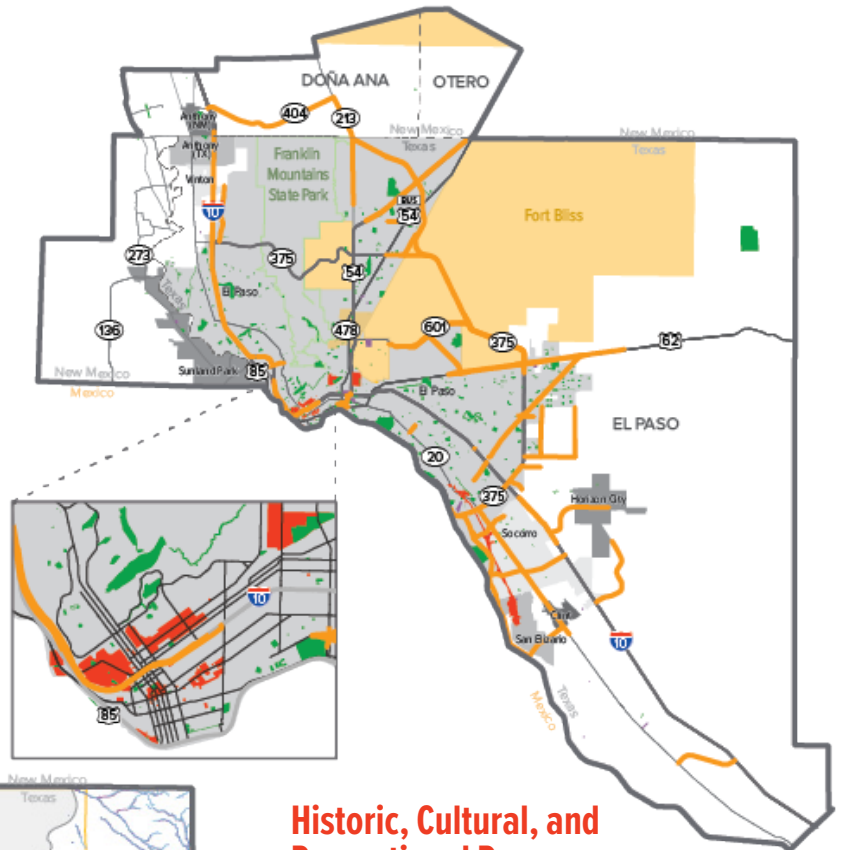 DOÑA ANA
OTERO
404
213
Anthony
(NM)
New Mexico
Texas
New Mexico
Texas
Anthony
(TX)
Franklin
Mountains
State Park
Vinton
BUS
54
10
Fort Bliss
273
375
54
Texas
El Paso
136
478
601
375
62
New Mexico
Mexico
Sunland Park
85
El Paso
EL PASO
20
375
Horizon City
Socorro
10
85
Clint
San Elizario
10
Texas
Mexico
New Mexico
Texas
Historic, Cultural, and